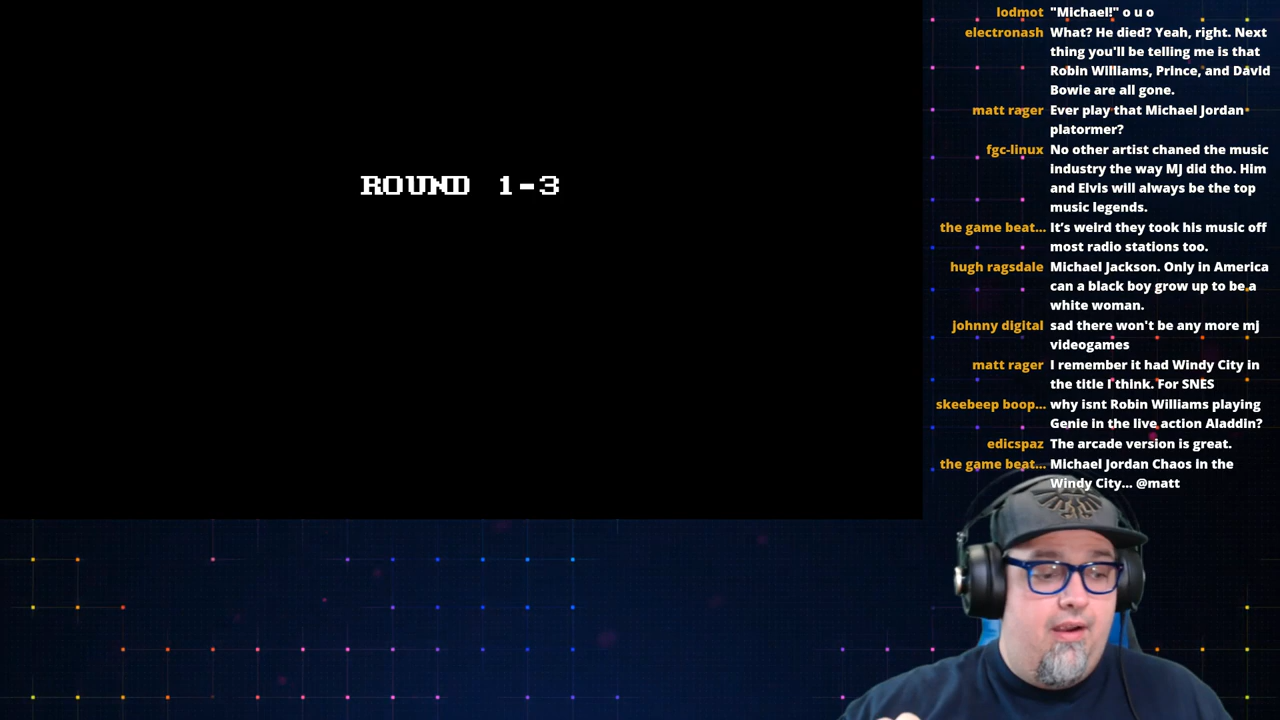 ROUND 1-3
lodmot "Michael!" o u o
electronash What? He died? Yeah, right. Next
thing you'll be telling me is that
Robin Williams, Prince, and David
Bowie are all gone.
matt rager Ever play that Michael Jordan
platormer?
fgc-linux No other artist chaned the music
industry the way MJ did tho. Him
and Elvis will always be the top
music legends.
the game beat... It's weird they took his music off
most radio stations too.
hugh ragsdale Michael Jackson. Only in America
can a black boy grow up to be a
white woman.
johnny digital sad there won't be any more mj
videogames
matt rager I remember it had Windy City in
the title I think. For SNES
skeebeep boop... why isnt Robin Williams playing
Genie in the live action Aladdin?
edicspaz The arcade version is great.
the game beat... Michael Jordan Chaos in the
Windy City... @matt